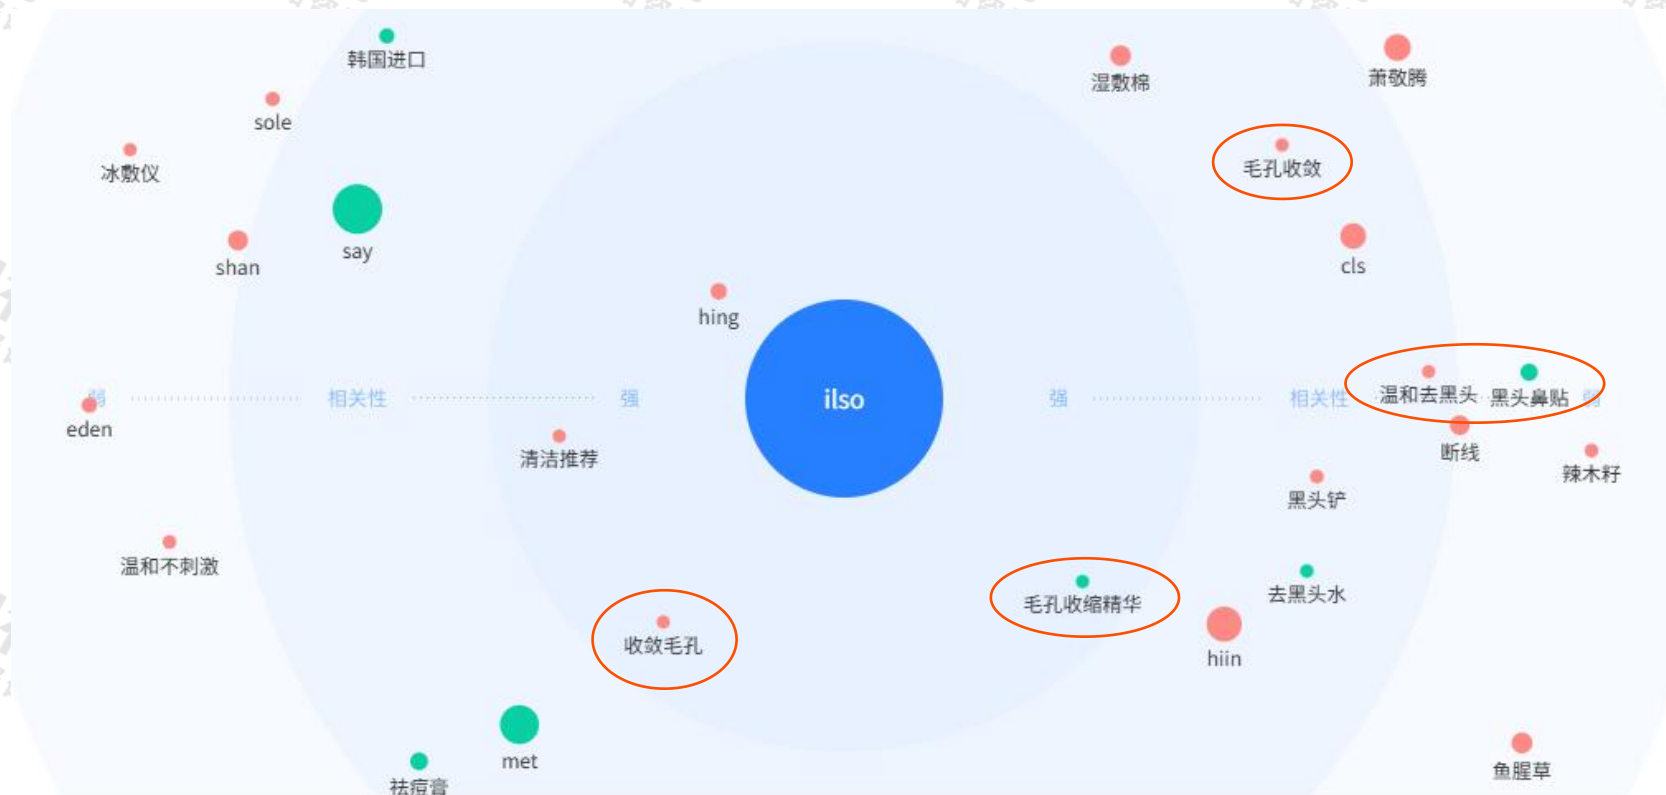 韩国进口
湿敷棉
萧敬腾
sole
冰敷仪
毛孔收敛
say
shan
cls
hing
弱
相关性
强
ilso
强
相关性
温和去黑头
黑头鼻贴
弱
eden
清洁推荐
断线
辣木籽
黑头铲
温和不刺激
毛孔收缩精华
去黑头水
收敛毛孔
hiin
met
祛痘膏
鱼腥草